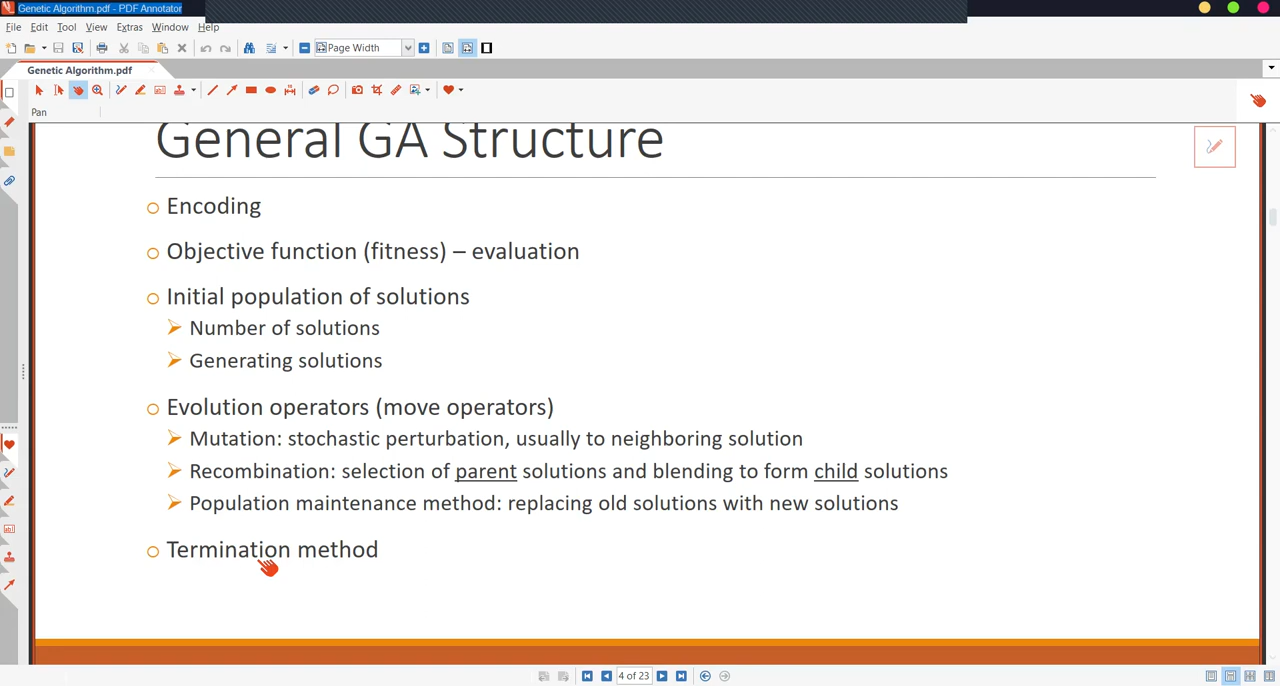 Genetic Algorithm.pdf - PDF Annotator
File Edit Tool View Extras Window Help
Page Width
Genetic Algorithm.pdf
Pan
General GA Structure
Encoding
Objective function (fitness) – evaluation
Initial population of solutions
Number of solutions
Generating solutions
Evolution operators (move operators)
Mutation: stochastic perturbation, usually to neighboring solution
Recombination: selection of parent solutions and blending to form child solutions
Population maintenance method: replacing old solutions with new solutions
Termination method
4 of 23